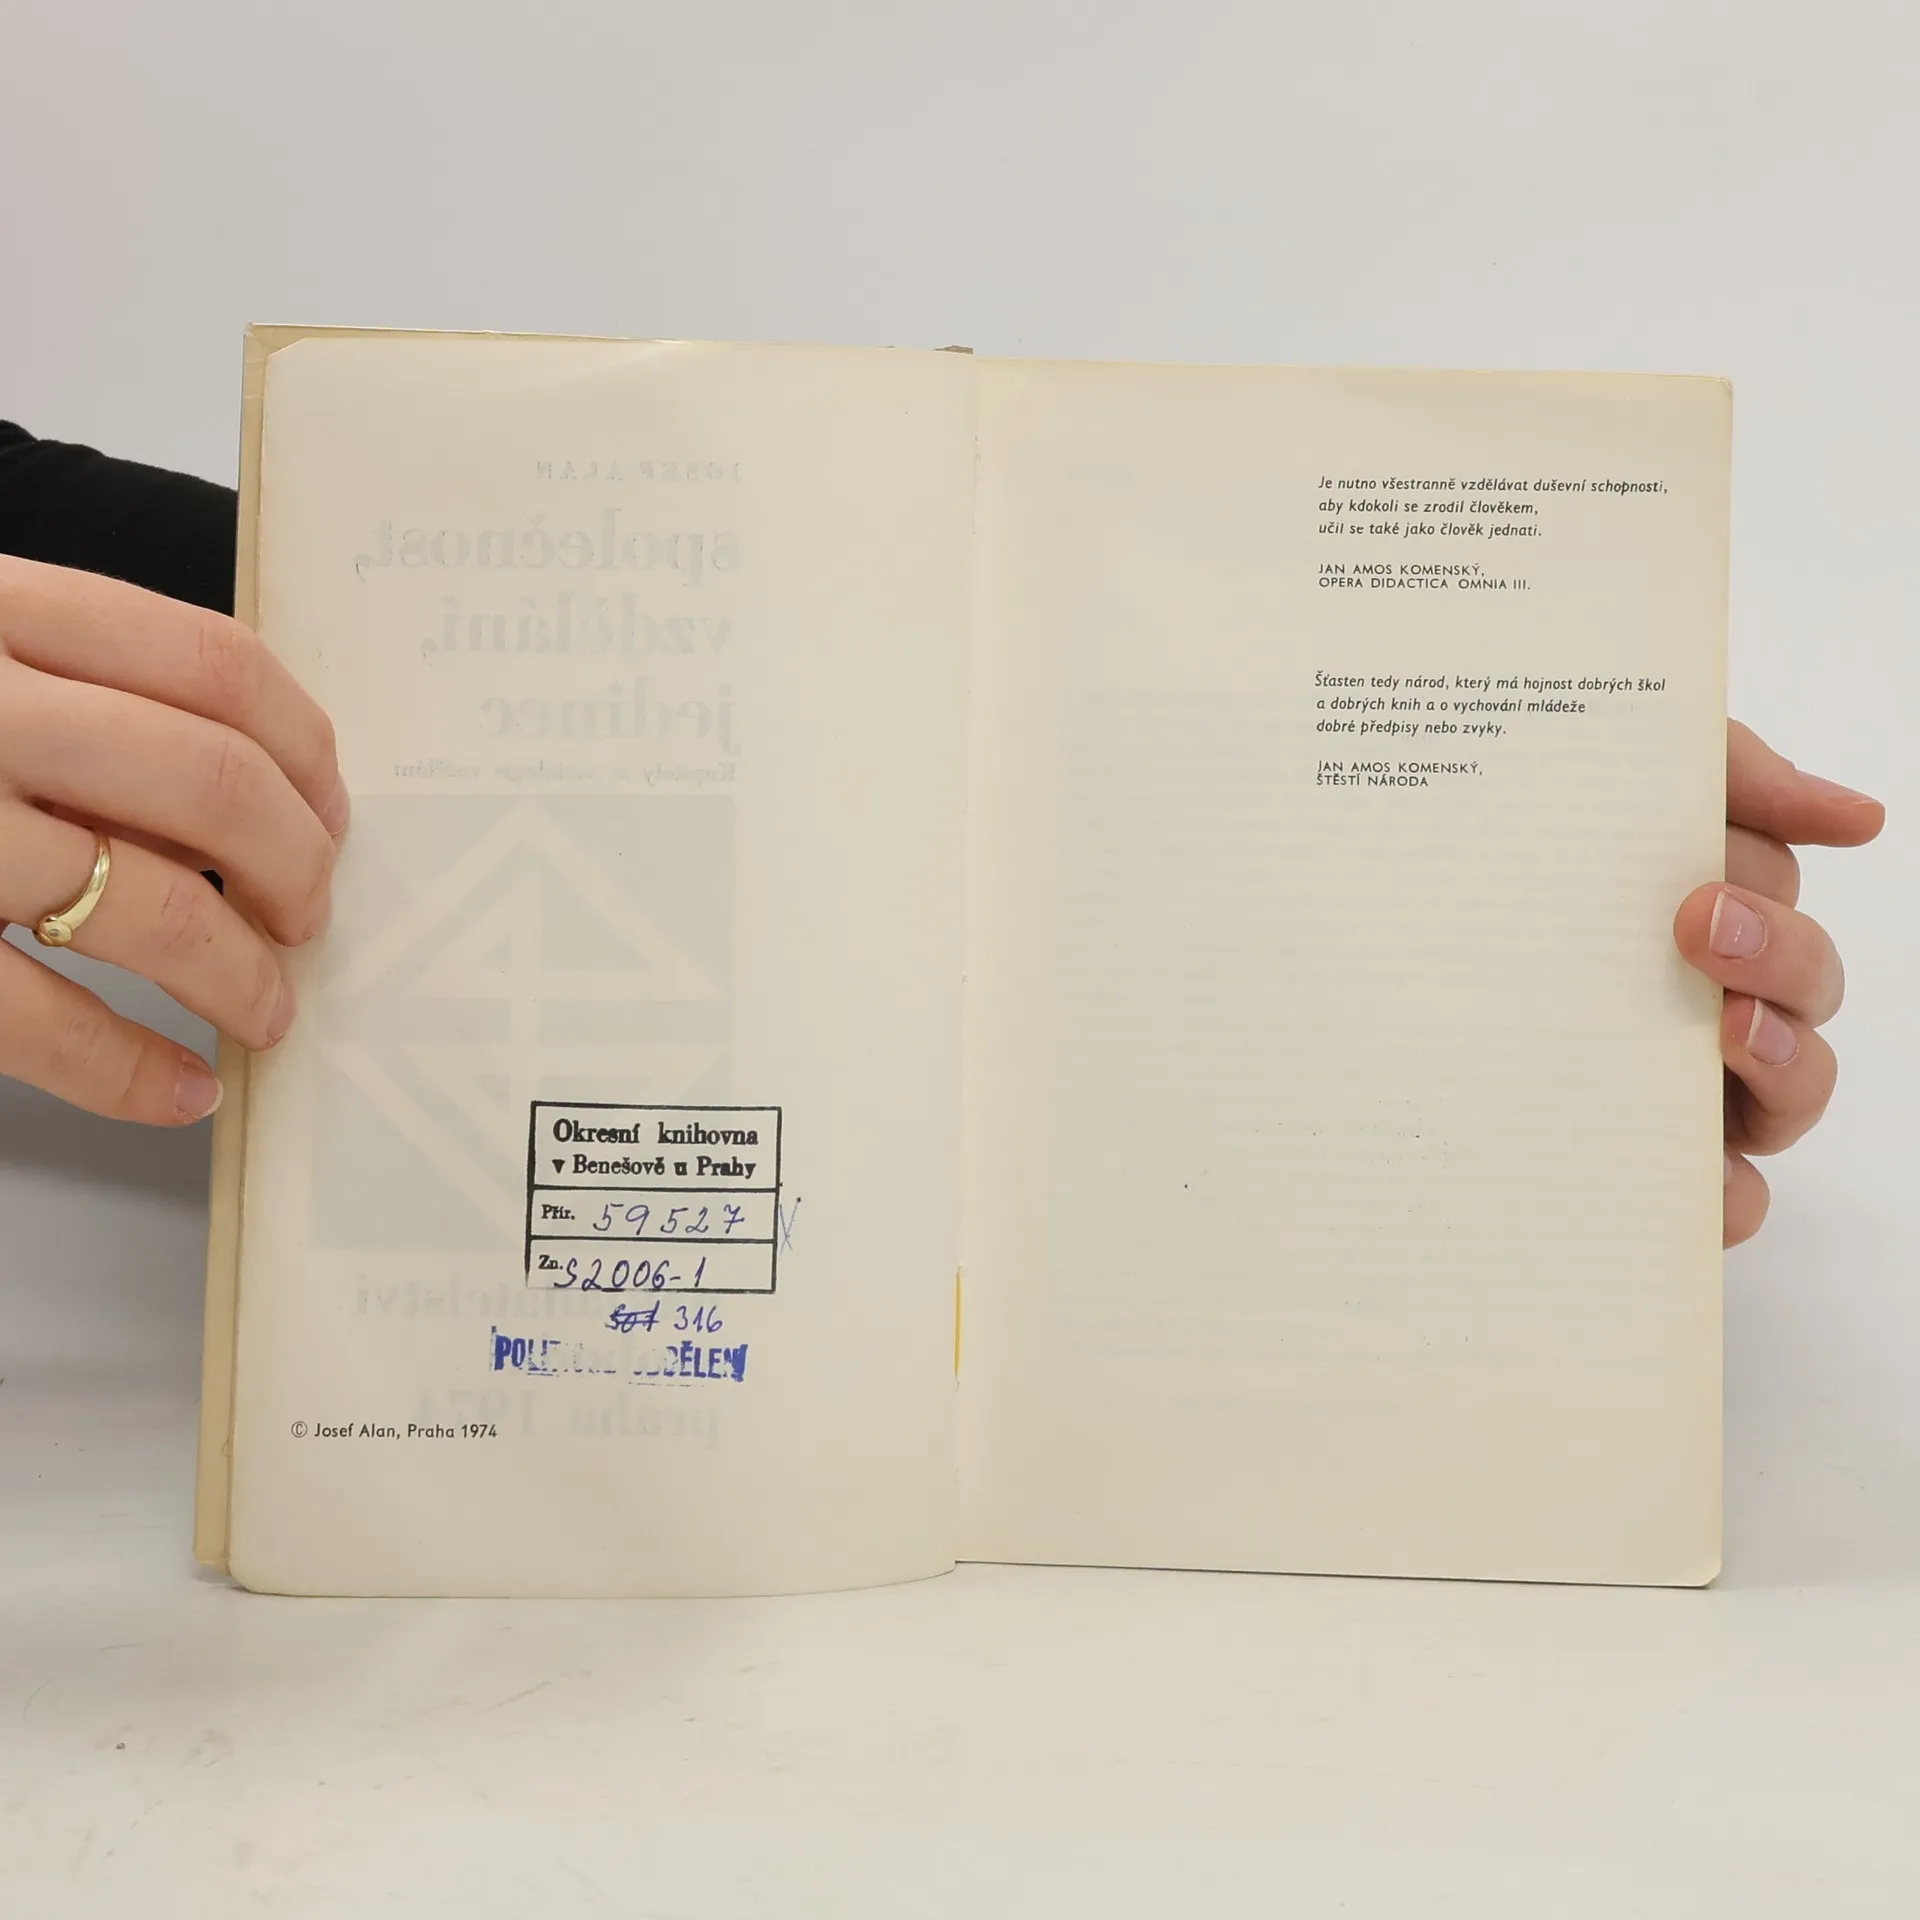 Okresní knihovna
v Benešově u Prahy
Přír. 59527
Zn. S2006-1
316
© Josef Alan, Praha 1974
Je nutno všestranně vzdělávat duševní schopnosti,
aby kdokoli se zrodil člověkem,
učil se také jako člověk jednati.
JAN AMOS KOMENSKÝ,
OPERA DIDACTICA OMNIA III.
Šťasten tedy národ, který má hojnost dobrých škol
a dobrých knih a o vychování mládeže
dobré předpisy nebo zvyky.
JAN AMOS KOMENSKÝ,
ŠTĚSTÍ NÁRODA